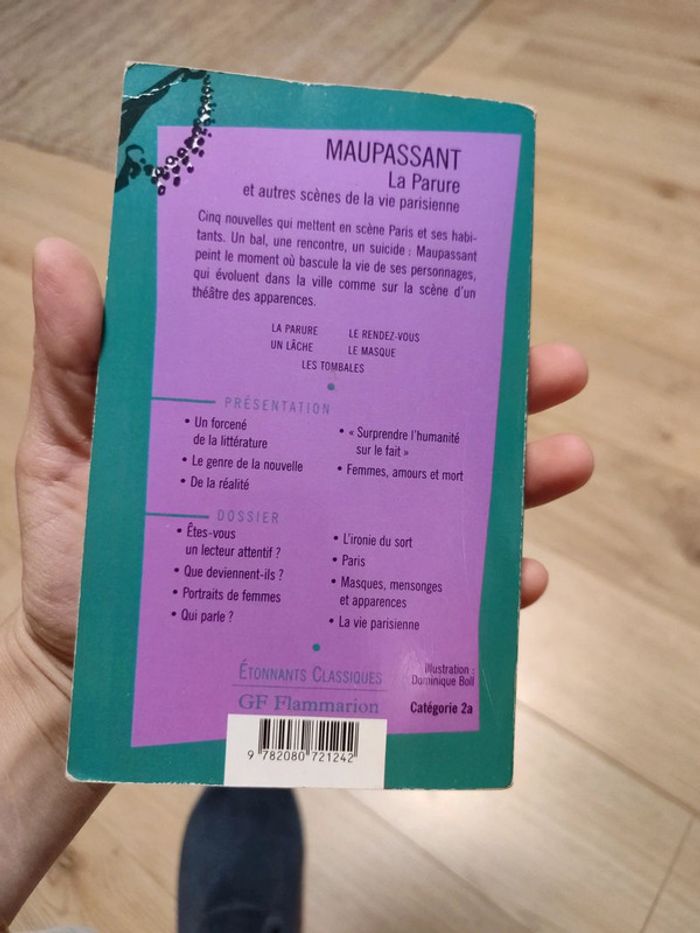 MAUPASSANT
La Parure
et autres scènes de la vie parisienne
Cinq nouvelles qui mettent en scène Paris et ses habi-
tants. Un bal, une rencontre, un suicide : Maupassant
peint le moment où bascule la vie de ses personnages,
qui évoluent dans la ville comme sur la scène d'un
théâtre des apparences.
LA PARURE
LE RENDEZ-VOUS
UN LÂCHE
LE MASQUE
LES TOMBALES
PRÉSENTATION
• Un forcené
de la littérature
• Le genre de la nouvelle
• De la réalité
• « Surprendre l'humanité
sur le fait »
• Femmes, amours et mort
DOSSIER
• Êtes-vous
un lecteur attentif ?
• Que deviennent-ils ?
• Portraits de femmes
• Qui parle ?
• L'ironie du sort
• Paris
• Masques, mensonges
et apparences
• La vie parisienne
ÉTONNANTS CLASSIQUES
GF Flammarion
Illustration :
Dominique Boll
Catégorie 2a
9 782080 721242